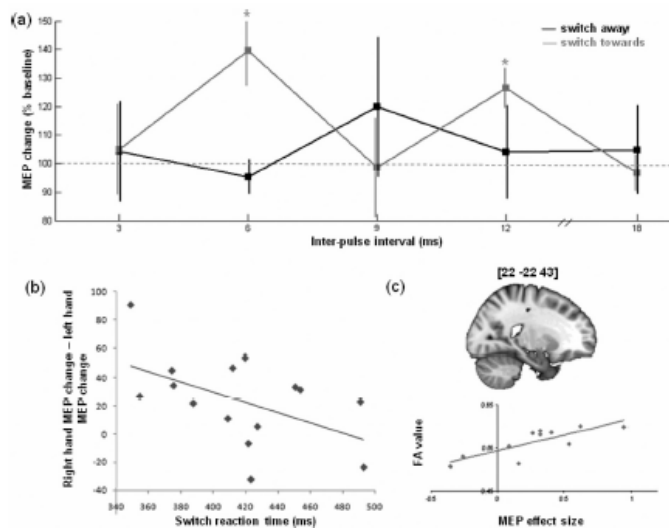 (a)
* *
switch away
switch towards
MEP change (% baseline)
150
140
130
120
110
100
90
80
3 6 9 12 18
Inter-pulse interval (ms)
(b)
Right hand MEP change – left hand
MEP change
100
80
60
40
20
0
-20
-40
340 360 380 400 420 440 460 480 500
Switch reaction time (ms)
(c)
[22 -22 43]
FA value
0.5 1
MEP effect size